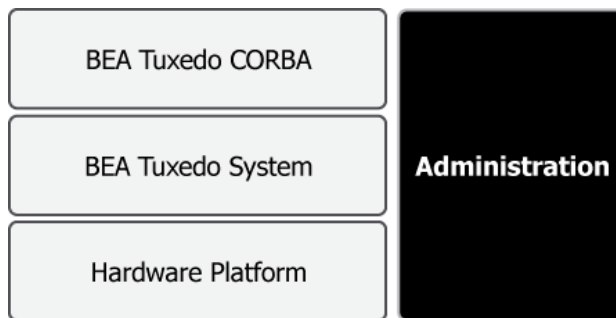 BEA Tuxedo CORBA
BEA Tuxedo System
Administration
Hardware Platform